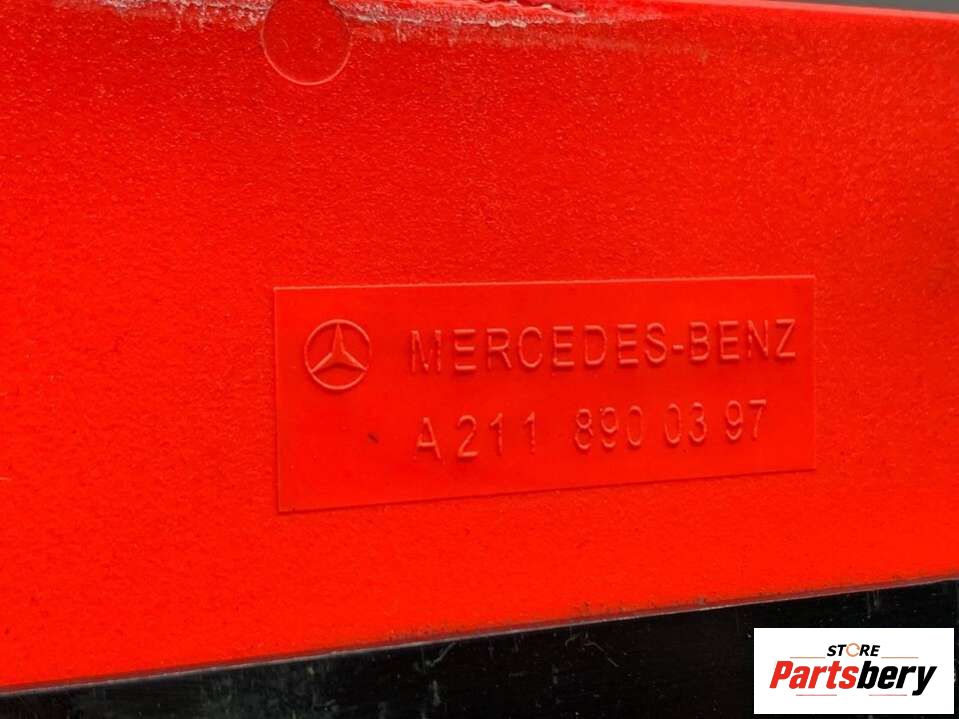 MERCEDES-BENZ
A 211 890 03 97
STORE
Partsbery